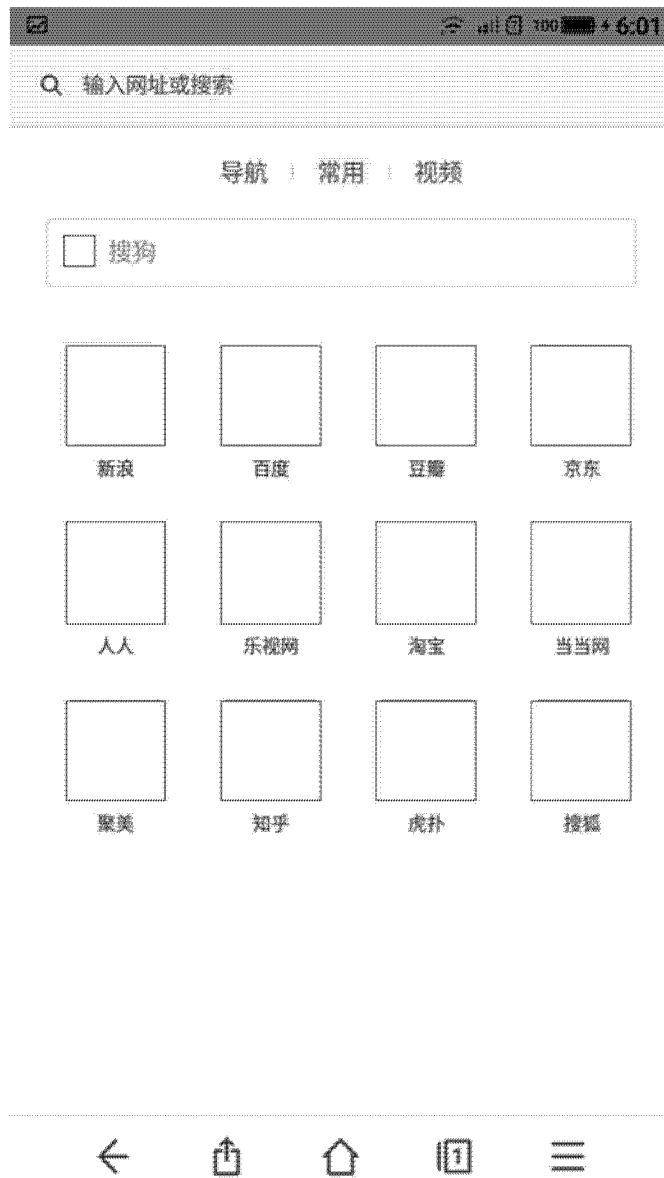 100 6:01
输入网址或搜索
导航 常用 视频
搜狗
新浪 百度 豆瓣 京东
人人 乐视网 淘宝 当当网
聚美 知乎 虎扑 搜狐
1